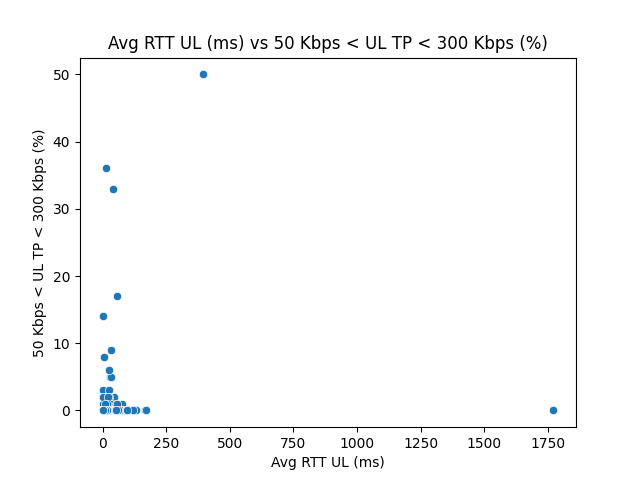 Avg RTT UL (ms) vs 50 Kbps < UL TP < 300 Kbps (%)
50 Kbps < UL TP < 300 Kbps (%)
50
40
30
20
10
0
0 250 500 750 1000 1250 1500 1750
Avg RTT UL (ms)